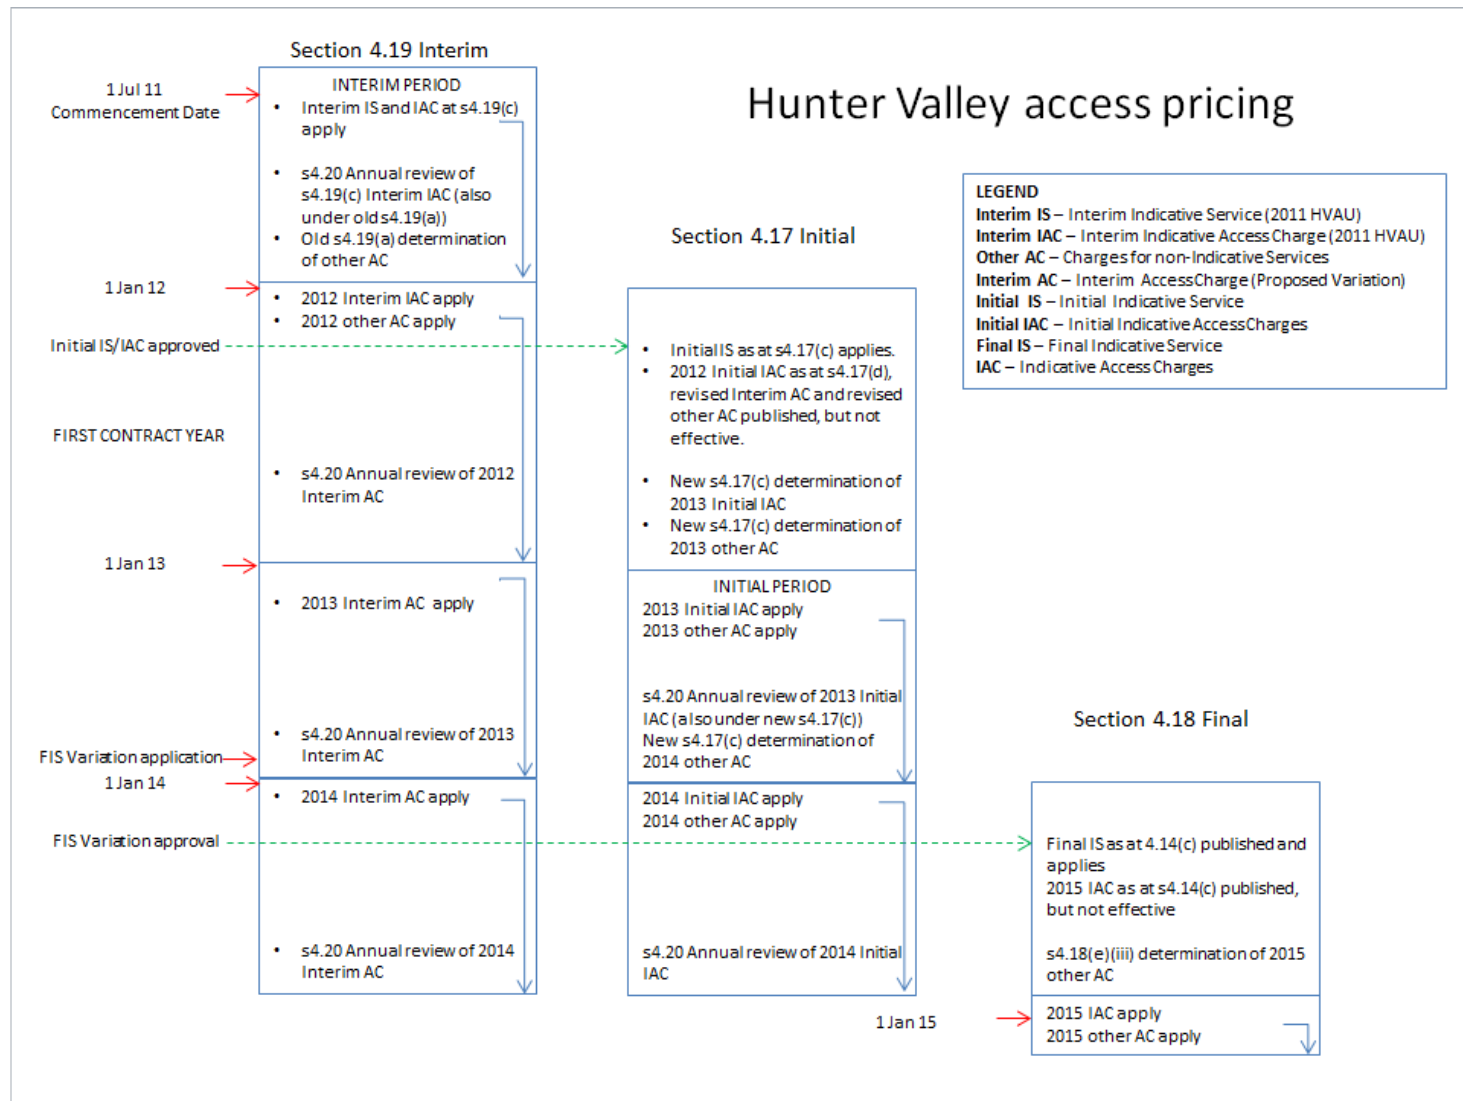 Hunter Valley access pricing
Section 4.19 Interim
1 Jul 11
Commencement Date
INTERIM PERIOD
• Interim IS and IAC at s4.19(c)
apply
• s4.20 Annual review of
s4.19(c) Interim IAC (also
under old s4.19(a))
• Old s4.19(a) determination
of other AC
1 Jan 12
• 2012 Interim IAC apply
• 2012 other AC apply
Initial IS/IAC approved
FIRST CONTRACT YEAR
• s4.20 Annual review of 2012
Interim AC
1 Jan 13
• 2013 Interim AC apply
• s4.20 Annual review of 2013
Interim AC
FIS Variation application
1 Jan 14
• 2014 Interim AC apply
FIS Variation approval
• s4.20 Annual review of 2014
Interim AC
Section 4.17 Initial
• Initial IS as at s4.17(c) applies.
• 2012 Initial IAC as at s4.17(d),
revised Interim AC and revised
other AC published, but not
effective.
• New s4.17(c) determination of
2013 Initial IAC
• New s4.17(c) determination of
2013 other AC
INITIAL PERIOD
2013 Initial IAC apply
2013 other AC apply
s4.20 Annual review of 2013 Initial
IAC (also under new s4.17(c))
New s4.17(c) determination of
2014 other AC
2014 Initial IAC apply
2014 other AC apply
s4.20 Annual review of 2014 Initial
IAC
LEGEND
Interim IS – Interim Indicative Service (2011 HVAU)
Interim IAC – Interim Indicative Access Charge (2011 HVAU)
Other AC – Charges for non-Indicative Services
Interim AC – Interim Access Charge (Proposed Variation)
Initial IS – Initial Indicative Service
Initial IAC – Initial Indicative Access Charges
Final IS – Final Indicative Service
IAC – Indicative Access Charges
Section 4.18 Final
Final IS as at 4.14(c) published and
applies
2015 IAC as at s4.14(c) published,
but not effective
s4.18(e)(iii) determination of 2015
other AC
1 Jan 15
2015 IAC apply
2015 other AC apply